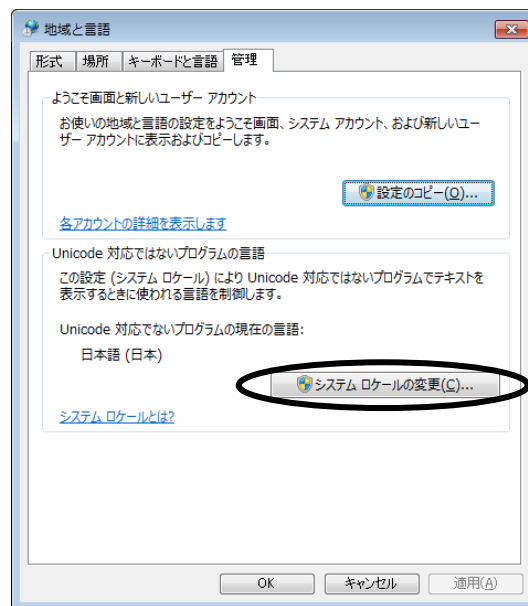 地域と言語
形式 場所 キーボードと言語 管理
ようこそ画面と新しいユーザー アカウント
お使いの地域と言語の設定をようこそ画面、システム アカウント、および新しいユー
ザー アカウントに表示およびコピーします。
設定のコピー(O)...
各アカウントの詳細を表示します
Unicode 対応ではないプログラムの言語
この設定 (システム ロケール) により Unicode 対応ではないプログラムでテキストを
表示するときに使われる言語を制御します。
Unicode 対応でないプログラムの現在の言語:
日本語 (日本)
システム ロケールの変更(C)...
システム ロケールとは?
OK キャンセル 適用(A)